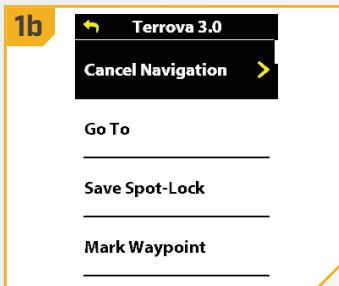 1b
Terrova 3.0
Cancel Navigation
Go To
Save Spot-Lock
Mark Waypoint